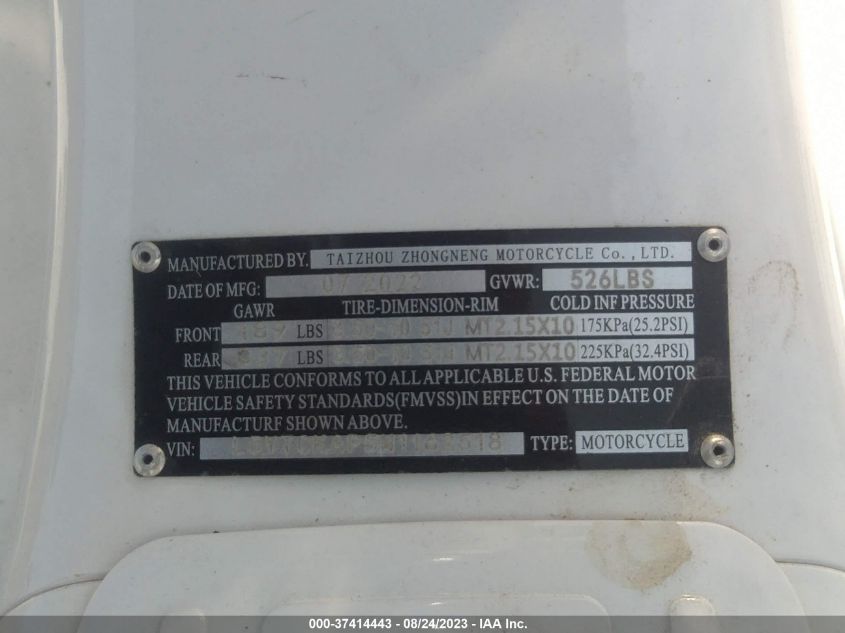 MANUFACTURED BY. TAIZHOU ZHONGNENG MOTORCYCLE Co., LTD.
DATE OF MFG: 07 2022 GVWR: 526LBS
GAWR TIRE-DIMENSION-RIM COLD INF PRESSURE
FRONT LBS MT2.15X10 175KPa(25.2PSI)
REAR LBS MT2.15X10 225KPa(32.4PSI)
THIS VEHICLE CONFORMS TO ALL APPLICABLE U.S. FEDERAL MOTOR
VEHICLE SAFETY STANDARDS(FMVSS)IN EFFECT ON THE DATE OF
MANUFACTURF SHOWN ABOVE.
VIN: TYPE: MOTORCYCLE
000-37414443 - 08/24/2023 - IAA Inc.